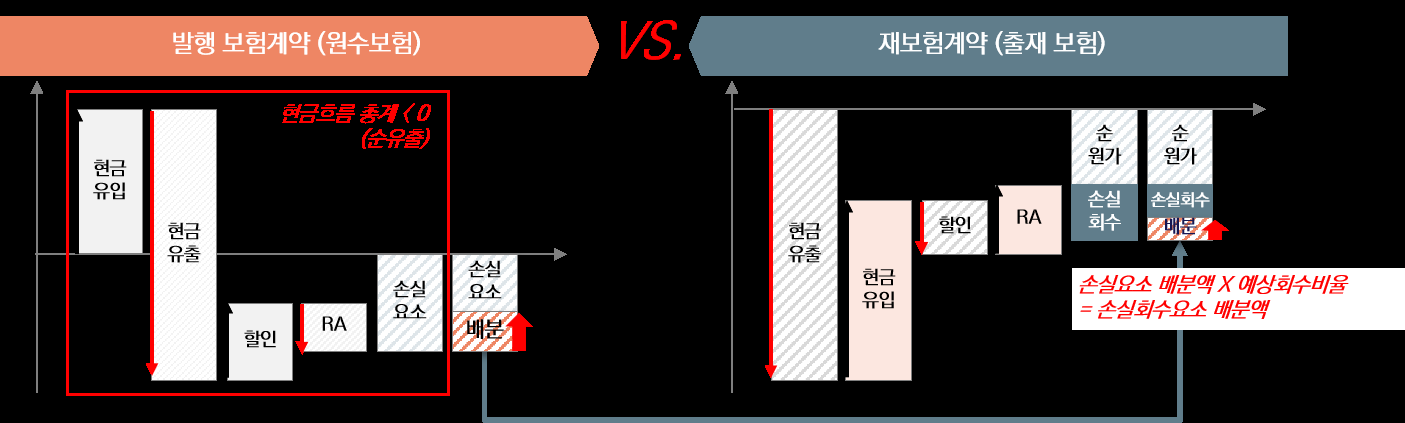 발행 보험계약 (원수보험)
VS.
재보험계약 (출재 보험)
현금흐름 총계 < 0
(순유출)
현금
유입
현금
유출
할인
RA
손실
요소
손실
요소
배분
현금
유출
현금
유입
할인
RA
순
원가
손실
회수
순
원가
손실회수
배분
손실요소 배분액 X 예상회수비율
= 손실회수요소 배분액